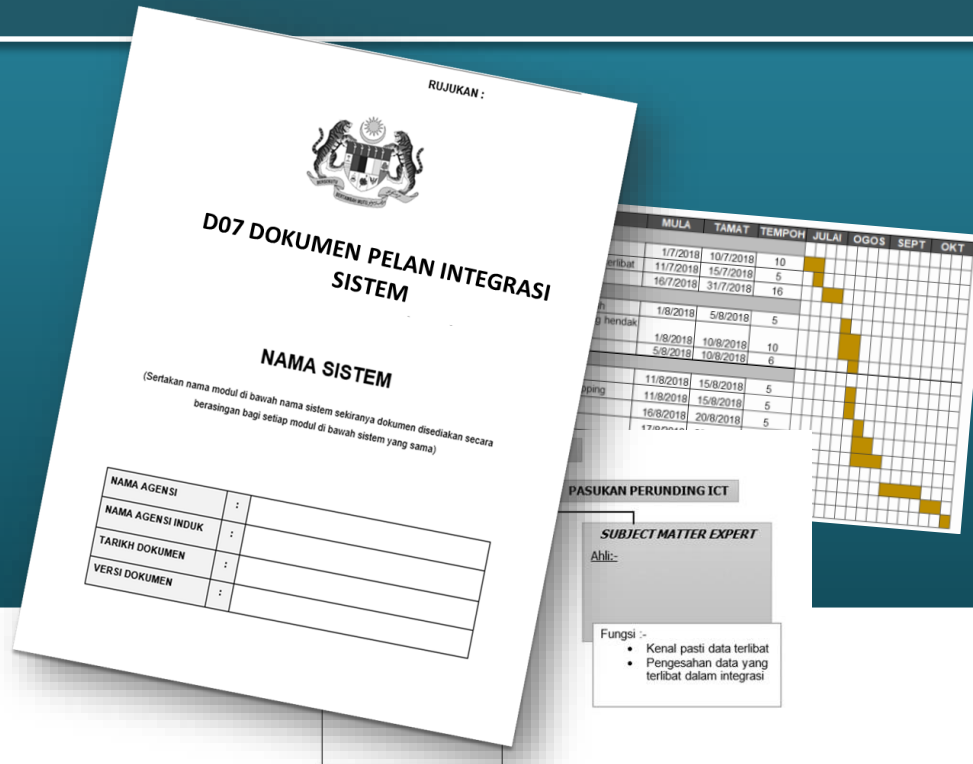 RUJUKAN :
D07 DOKUMEN PELAN INTEGRASI
SISTEM
NAMA SISTEM
(Sertakan nama modul di bawah nama sistem sekiranya dokumen disediakan secara
berasingan bagi setiap modul di bawah sistem yang sama)
NAMA AGENSI :
NAMA AGENSI INDUK :
TARIKH DOKUMEN :
VERSI DOKUMEN :
MULA TAMAT TEMPOH JULAI OGOS SEPT OKT
1/7/2018 10/7/2018 10
erlibat 11/7/2018 15/7/2018 5
16/7/2018 31/7/2018 16
1/8/2018 5/8/2018 5
g hendak
1/8/2018 10/8/2018 10
5/8/2018 10/8/2018 6
11/8/2018 15/8/2018 5
pping 11/8/2018 15/8/2018 5
16/8/2018 20/8/2018 5
PASUKAN PERUNDING ICT
SUBJECT MATTER EXPERT
Ahli:-
Fungsi :-
• Kenal pasti data terlibat
• Pengesahan data yang
terlibat dalam integrasi